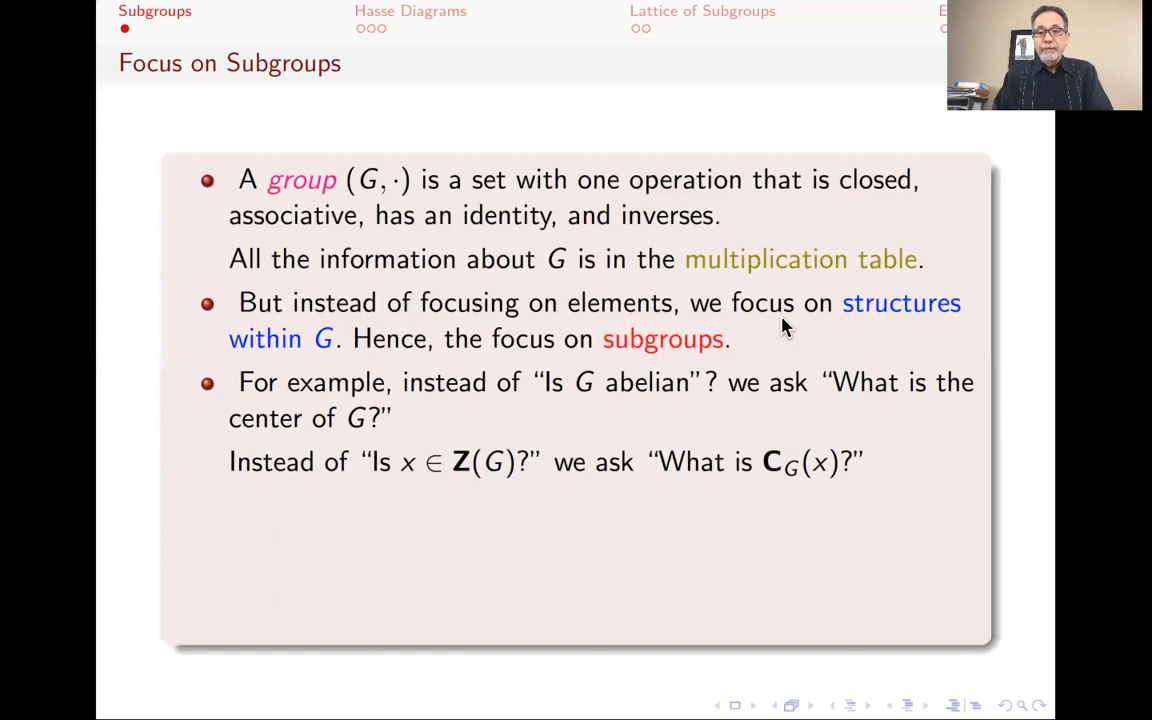 Subgroups Hasse Diagrams Lattice of Subgroups E
Focus on Subgroups
A group (G, ·) is a set with one operation that is closed,
associative, has an identity, and inverses.
All the information about G is in the multiplication table.
But instead of focusing on elements, we focus on structures
within G. Hence, the focus on subgroups.
For example, instead of “Is G abelian”? we ask “What is the
center of G?”
Instead of “Is x ∈ Z(G)?” we ask “What is C_G(x)?”